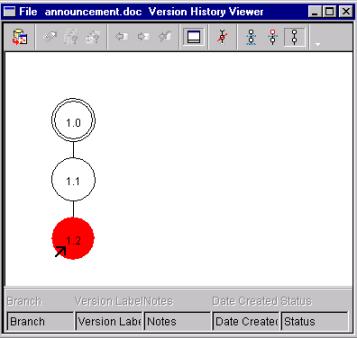 File announcement.doc Version History Viewer
1.0
1.1
1.2
Branch Version Label Notes Date Created Status
Branch Version Labe Notes Date Created Status